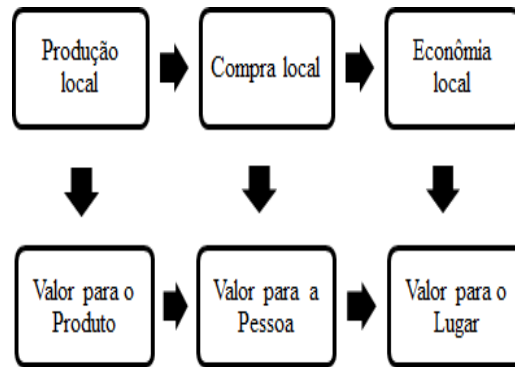 Produção
local
Compra local
Econômia
local
Valor para o
Produto
Valor para a
Pessoa
Valor para o
Lugar